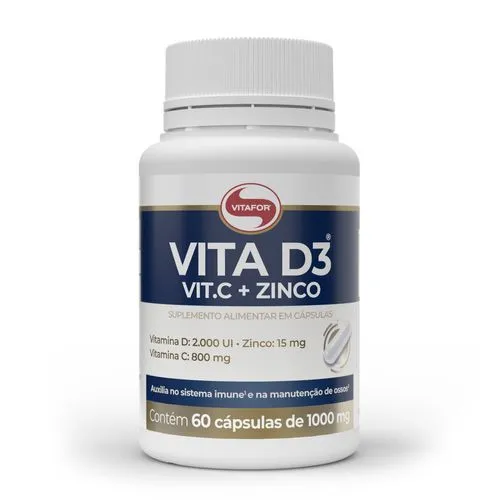 VITAFOR®
VITA D3®
VIT.C + ZINCO
SUPLEMENTO ALIMENTAR EM CÁPSULAS
Vitamina D: 2.000 UI • Zinco: 15 mg
Vitamina C: 800 mg
Auxilia no sistema imune¹ e na manutenção de ossos²
Contém 60 cápsulas de 1000 mg